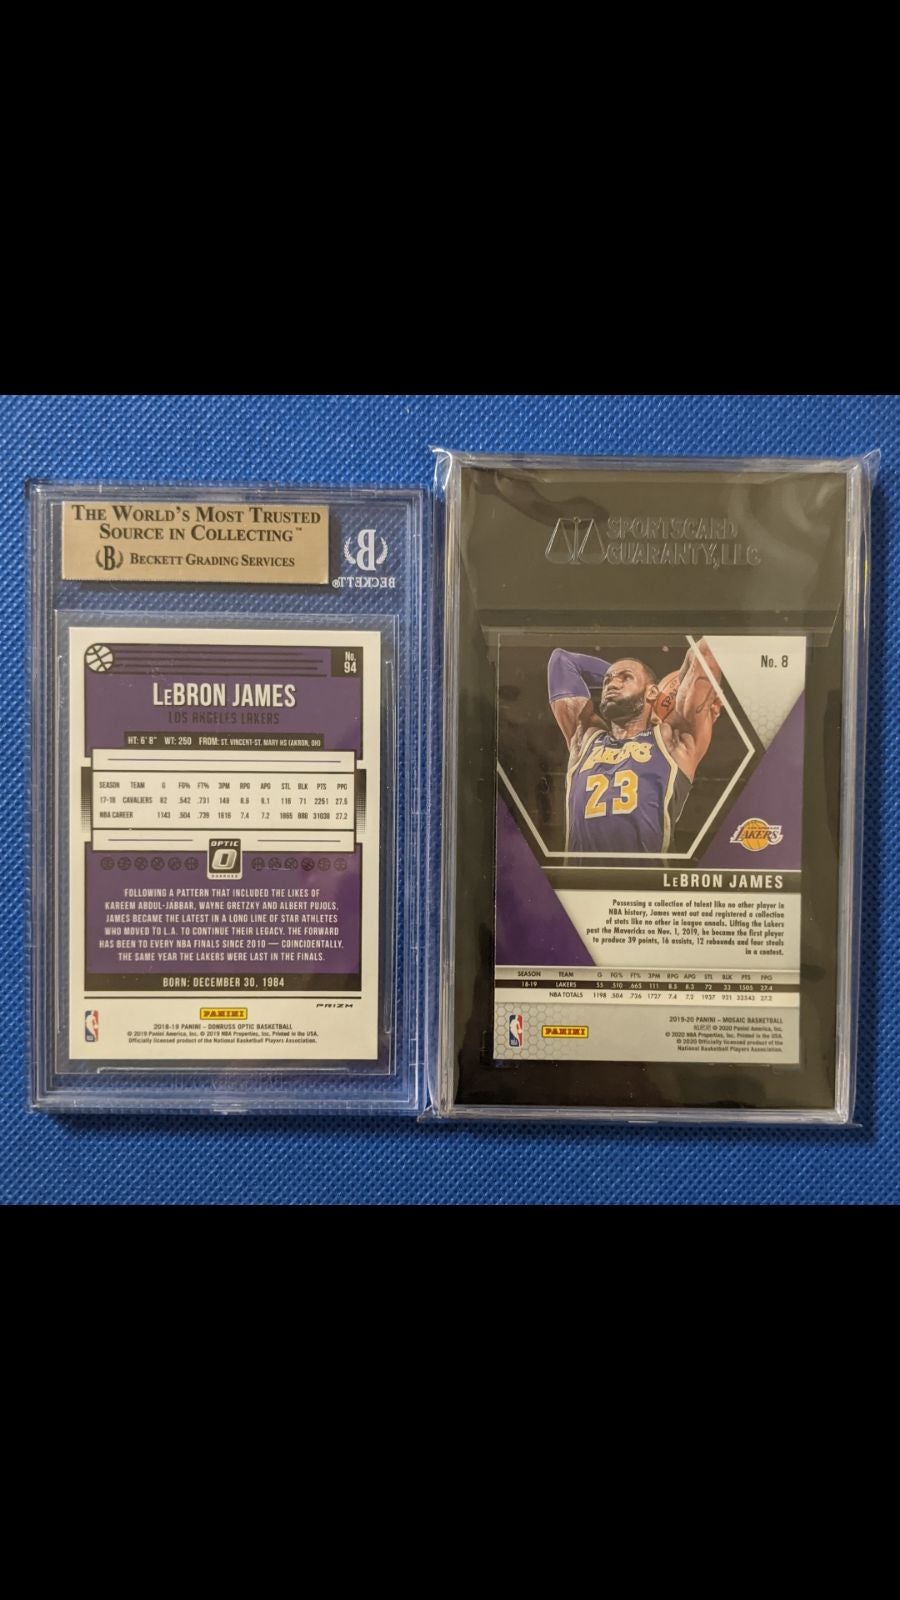 THE WORLD'S MOST TRUSTED
SOURCE IN COLLECTING™
B BECKETT GRADING SERVICES
B
BECKETT®
No.
94
LEBRON JAMES
LOS ANGELES LAKERS
HT: 6' 8" WT: 250 FROM: ST. VINCENT-ST. MARY HS (AKRON, OH)
SEASON TEAM G FG% FT% 3PM RPG APG STL BLK PTS PPG
17-18 CAVALIERS 82 .542 .731 149 8.6 9.1 116 71 2251 27.5
NBA CAREER 1143 .504 .739 1616 7.4 7.2 1865 888 31038 27.2
OPTIC
DONRUSS
FOLLOWING A PATTERN THAT INCLUDED THE LIKES OF
KAREEM ABDUL-JABBAR, WAYNE GRETZKY AND ALBERT PUJOLS,
JAMES BECAME THE LATEST IN A LONG LINE OF STAR ATHLETES
WHO MOVED TO L.A. TO CONTINUE THEIR LEGACY. THE FORWARD
HAS BEEN TO EVERY NBA FINALS SINCE 2010 — COINCIDENTALLY,
THE SAME YEAR THE LAKERS WERE LAST IN THE FINALS.
BORN: DECEMBER 30, 1984
PRIZM
PANINI
2018-19 PANINI – DONRUSS OPTIC BASKETBALL
© 2019 Panini America, Inc. © 2019 NBA Properties, Inc. Printed in the USA.
Officially licensed product of the National Basketball Players Association.
SPORTSCARD
GUARANTY, LLC
No. 8
LAKERS
23
LAKERS
LEBRON JAMES
Possessing a collection of talent like no other player in
NBA history, James went out and registered a collection
of stats like no other in league annals. Lifting the Lakers
past the Mavericks on Nov. 1, 2019, he became the first player
to produce 39 points, 16 assists, 12 rebounds and four steals
in a contest.
SEASON TEAM G FG% FT% 3PM RPG APG STL BLK PTS PPG
18-19 LAKERS 55 .510 .665 111 8.5 8.3 72 33 1505 27.4
NBA TOTALS 1198 .504 .736 1727 7.4 7.2 1937 921 32543 27.2
PANINI
2019-20 PANINI – MOSAIC BASKETBALL
© 2020 Panini America, Inc.
© 2020 NBA Properties, Inc. Printed in the USA.
© 2020 Officially licensed product of the
National Basketball Players Association.